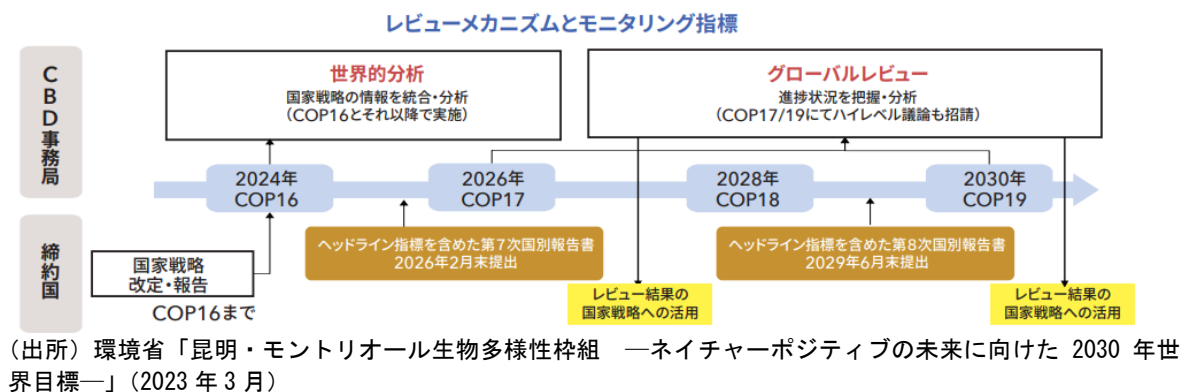 レビューメカニズムとモニタリング指標
CBD事務局
世界的分析
国家戦略の情報を統合・分析
(COP16とそれ以降で実施)
グローバルレビュー
進捗状況を把握・分析
(COP17/19にてハイレベル議論も招請)
2024年
COP16
2026年
COP17
2028年
COP18
2030年
COP19
締約国
国家戦略
改定・報告
COP16まで
ヘッドライン指標を含めた第7次国別報告書
2026年2月末提出
ヘッドライン指標を含めた第8次国別報告書
2029年6月末提出
レビュー結果の
国家戦略への活用
レビュー結果の
国家戦略への活用
(出所)環境省「昆明・モントリオール生物多様性枠組 ―ネイチャーポジティブの未来に向けた 2030 年世
界目標―」(2023 年 3 月)